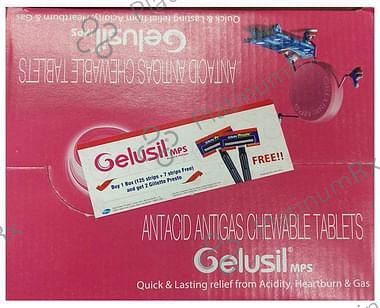 Quick & Lasting relief from Acidity, Heartburn & Gas
Gelusil MPS
ANTACID ANTIGAS CHEWABLE TABLETS
Gelusil MPS
Buy 1 Box (125 strips + 7 strips Free)
and get 2 Gillette Presto
FREE!!
ANTACID ANTIGAS CHEWABLE TABLETS
Gelusil® MPS
Quick & Lasting relief from Acidity, Heartburn & Gas